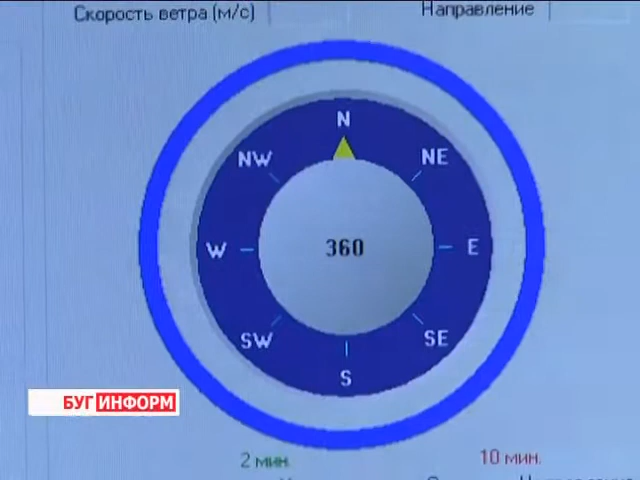 Скорость ветра (м/с)
Направление
N
NW
NE
W
360
E
SW
SE
S
БУГИНФОРМ
2 мин.
10 мин.